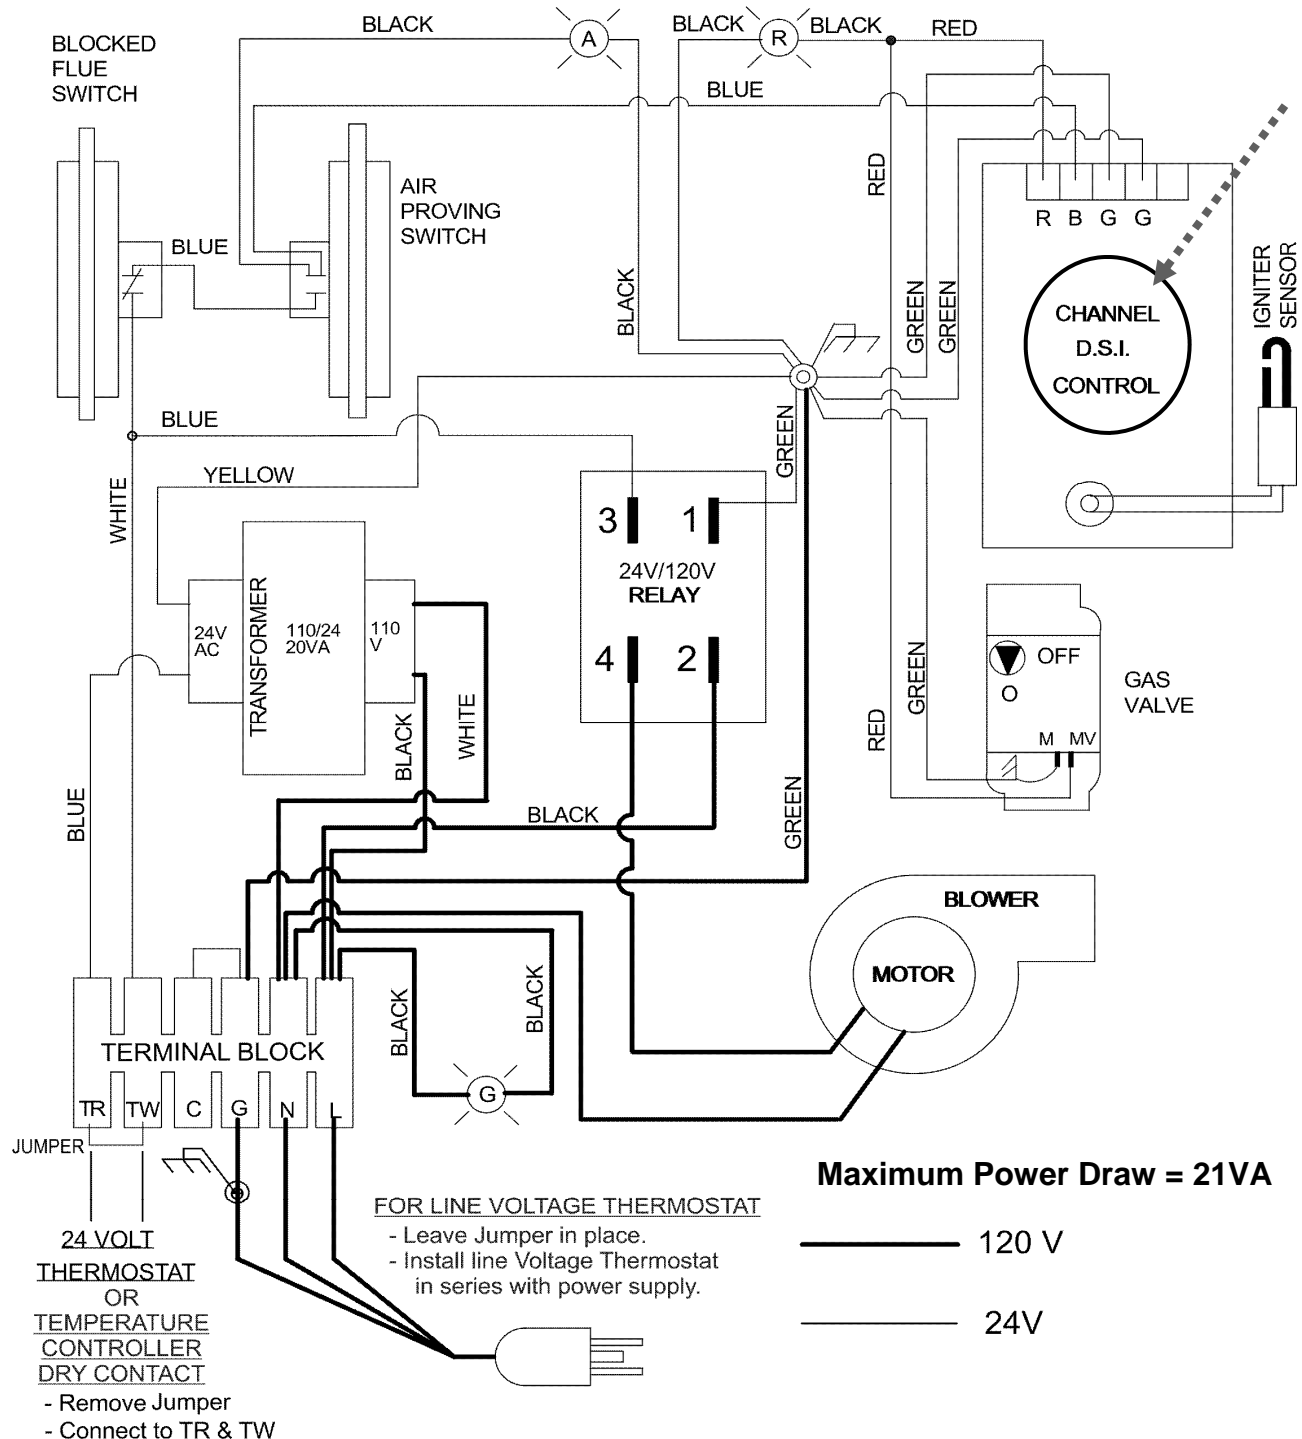 BLACK
A
BLACK
R
BLACK
RED
BLOCKED
FLUE
SWITCH
BLUE
AIR
PROVING
SWITCH
RED
R B G G
BLUE
BLACK
GREEN
GREEN
IGNITER
SENSOR
CHANNEL
D.S.I.
CONTROL
BLUE
GREEN
YELLOW
WHITE
3 1
24V/120V
RELAY
4 2
TRANSFORMER
24V
AC
110/24
20VA
110
V
OFF
O
GAS
VALVE
M MV
GREEN
RED
WHITE
BLACK
BLUE
BLACK
GREEN
BLOWER
MOTOR
BLACK
BLACK
TERMINAL BLOCK
G
TR TW C G N L
JUMPER
Maximum Power Draw = 21VA
FOR LINE VOLTAGE THERMOSTAT
- Leave Jumper in place.
- Install line Voltage Thermostat
in series with power supply.
120 V
24V
24 VOLT
THERMOSTAT
OR
TEMPERATURE
CONTROLLER
DRY CONTACT
- Remove Jumper
- Connect to TR & TW